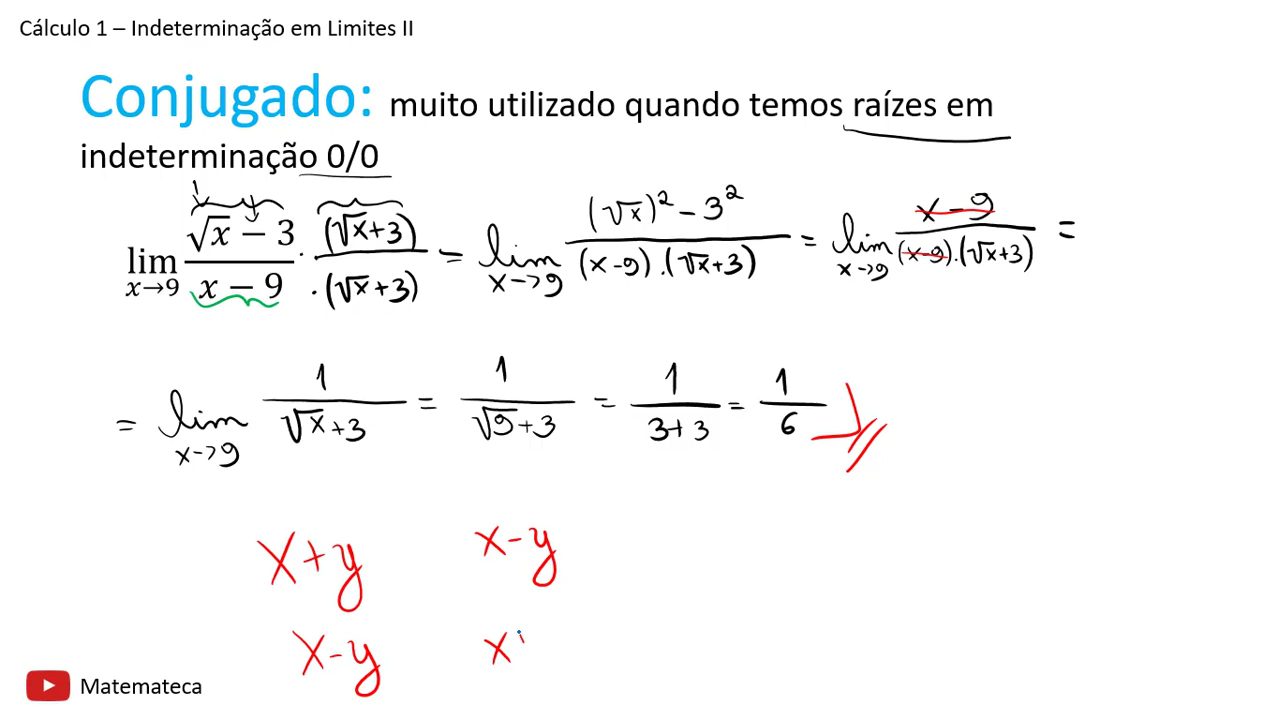 Cálculo 1 – Indeterminação em Limites II
Conjugado: muito utilizado quando temos raízes em
indeterminação 0/0
lim x→9 (√x − 3)/(x − 9) · (√x+3)/(√x+3) = lim x→9 ((√x)² − 3²)/((x−9).(√x+3)) = lim x→9 (x−9)/((x−9).(√x+3)) =
= lim x→9 1/(√x+3) = 1/(√9+3) = 1/(3+3) = 1/6
x+y x−y
x−y x
Matemateca